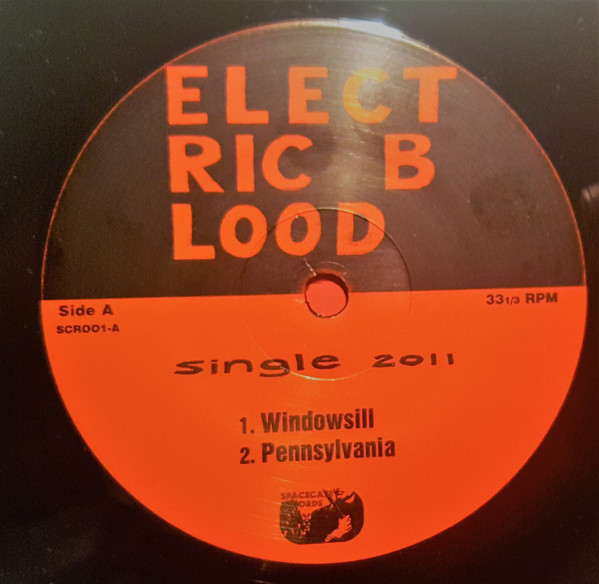 ELECT
RIC B
LOOD
Side A
33 1/3 RPM
SCR001-A
single 2011
1. Windowsill
2. Pennsylvania